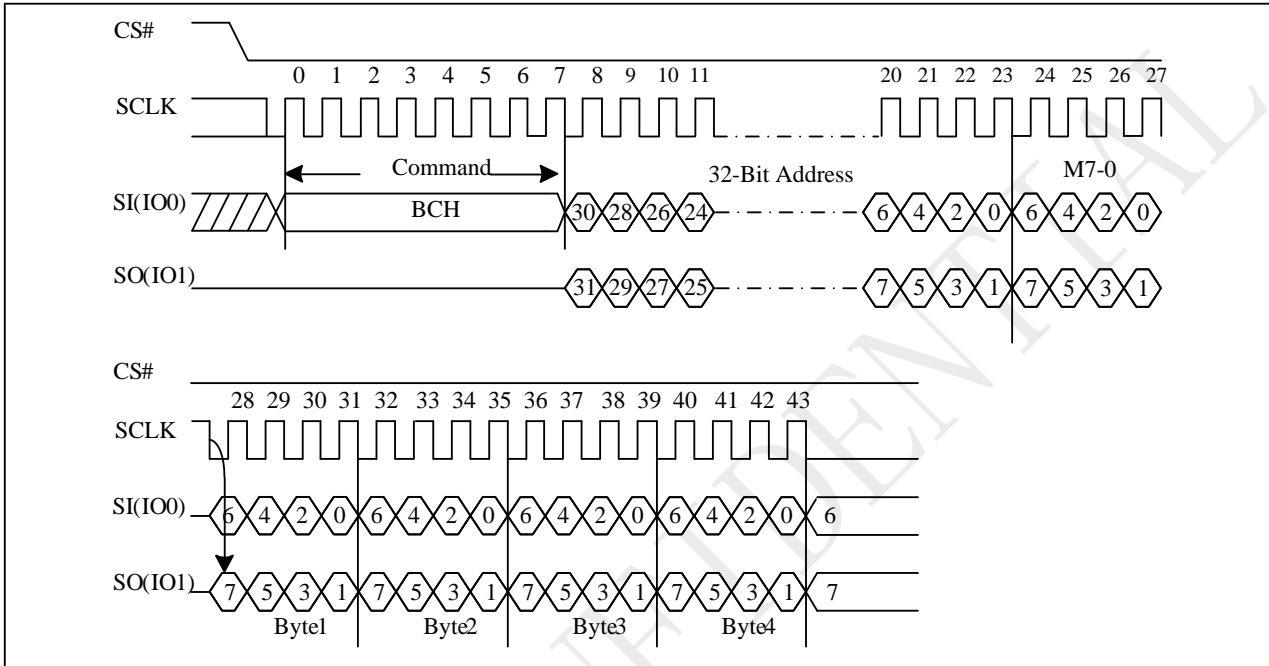 CS#
0 1 2 3 4 5 6 7 8 9 10 11 20 21 22 23 24 25 26 27
SCLK
Command 32-Bit Address M7-0
SI(IO0) BCH 30 28 26 24 6 4 2 0 6 4 2 0
SO(IO1) 31 29 27 25 7 5 3 1 7 5 3 1
CS#
28 29 30 31 32 33 34 35 36 37 38 39 40 41 42 43
SCLK
SI(IO0) 6 4 2 0 6 4 2 0 6 4 2 0 6 4 2 0 6
SO(IO1) 7 5 3 1 7 5 3 1 7 5 3 1 7 5 3 1 7
Byte1 Byte2 Byte3 Byte4